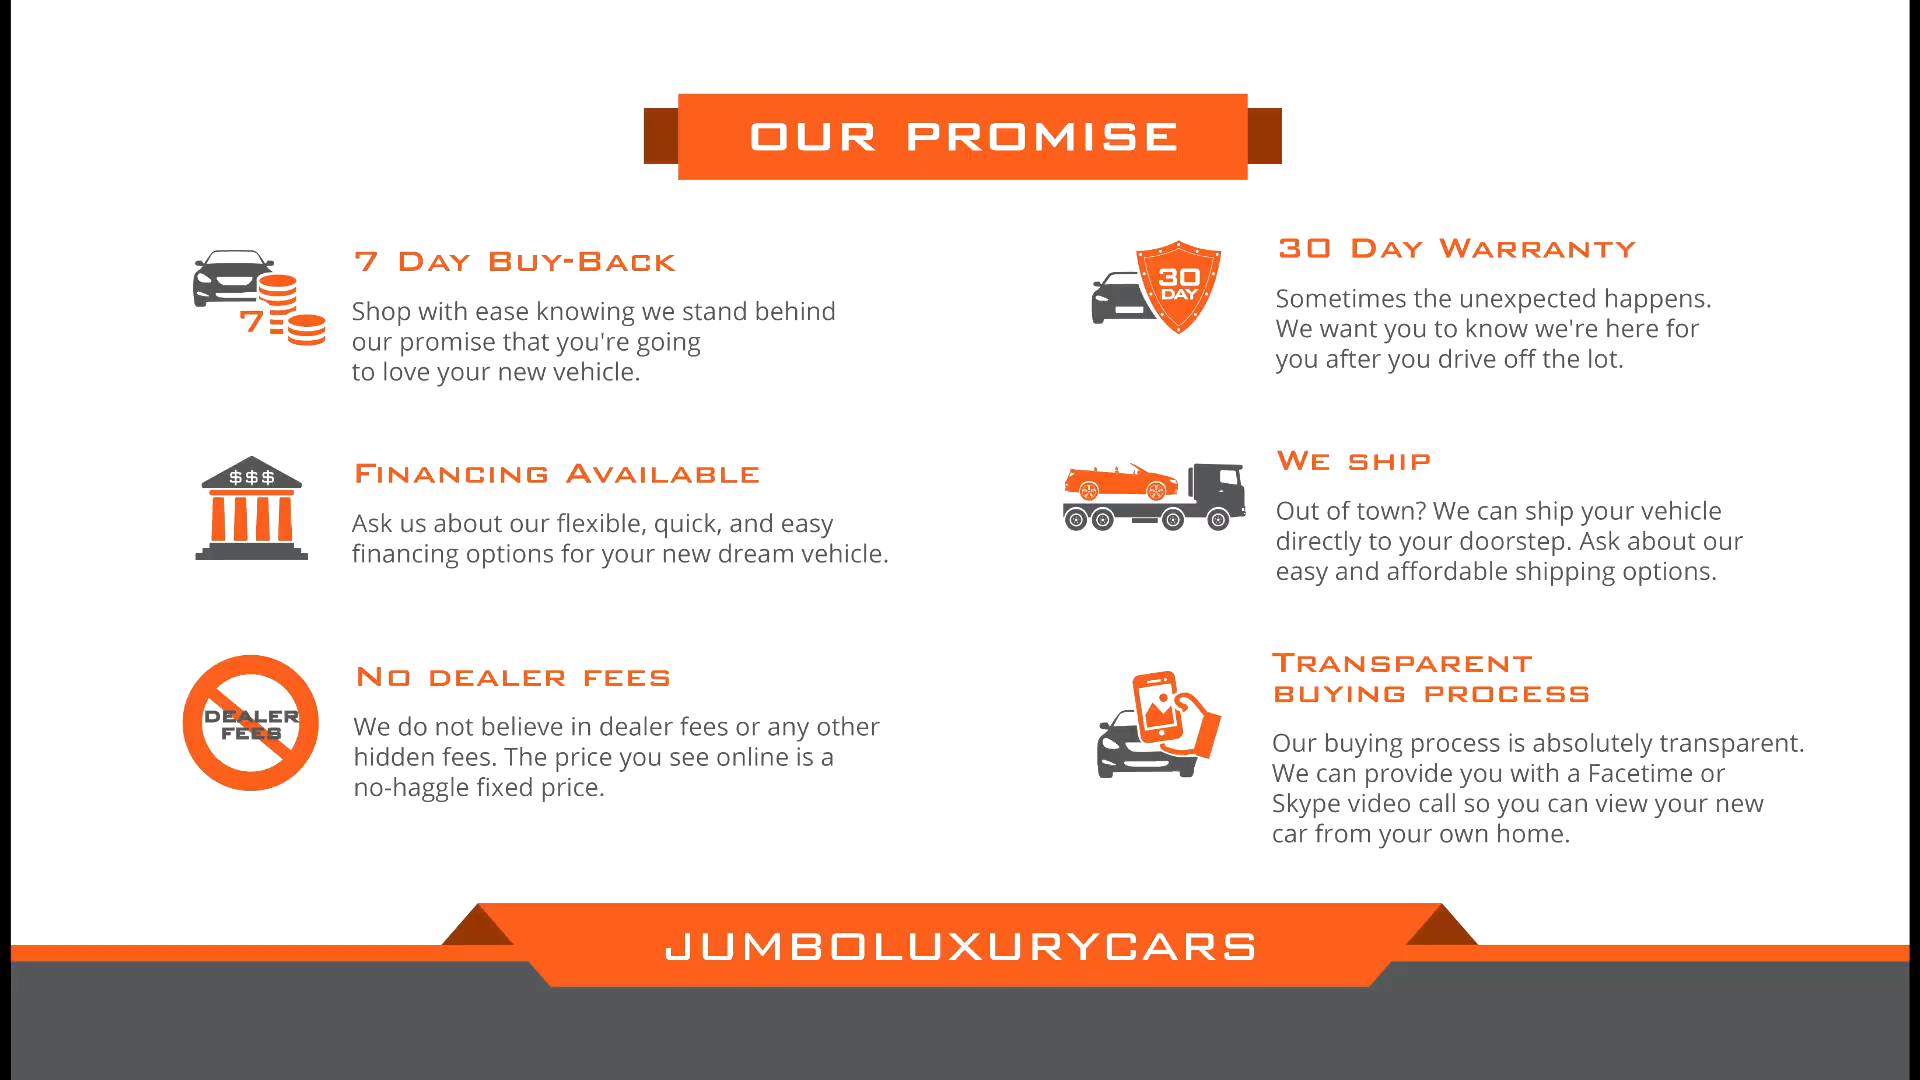 OUR PROMISE
7 DAY BUY-BACK
Shop with ease knowing we stand behind
our promise that you're going
to love your new vehicle.
7
$$$
FINANCING AVAILABLE
Ask us about our flexible, quick, and easy
financing options for your new dream vehicle.
DEALER
FEES
NO DEALER FEES
We do not believe in dealer fees or any other
hidden fees. The price you see online is a
no-haggle fixed price.
30
DAY
30 DAY WARRANTY
Sometimes the unexpected happens.
We want you to know we're here for
you after you drive off the lot.
WE SHIP
Out of town? We can ship your vehicle
directly to your doorstep. Ask about our
easy and affordable shipping options.
TRANSPARENT
BUYING PROCESS
Our buying process is absolutely transparent.
We can provide you with a Facetime or
Skype video call so you can view your new
car from your own home.
JUMBOLUXURYCARS